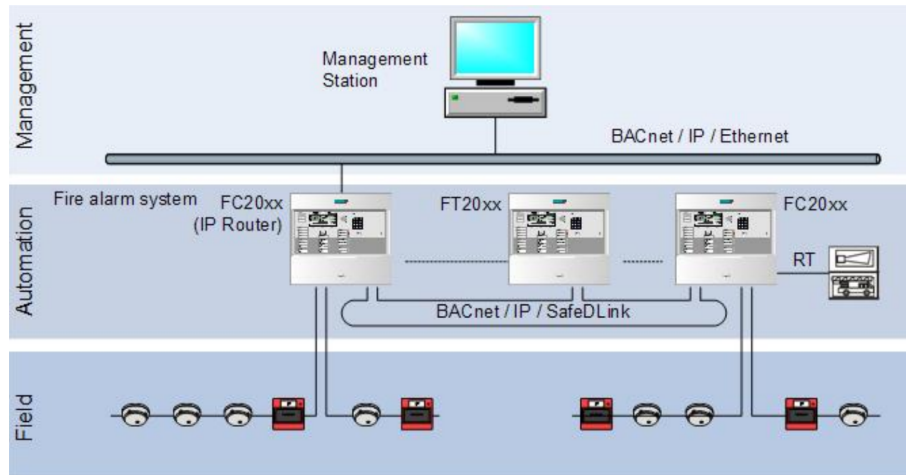 Management
Management
Station
BACnet / IP / Ethernet
Automation
Fire alarm system
FC20xx
(IP Router)
FT20xx
FC20xx
RT
BACnet / IP / SafeDLink
Field